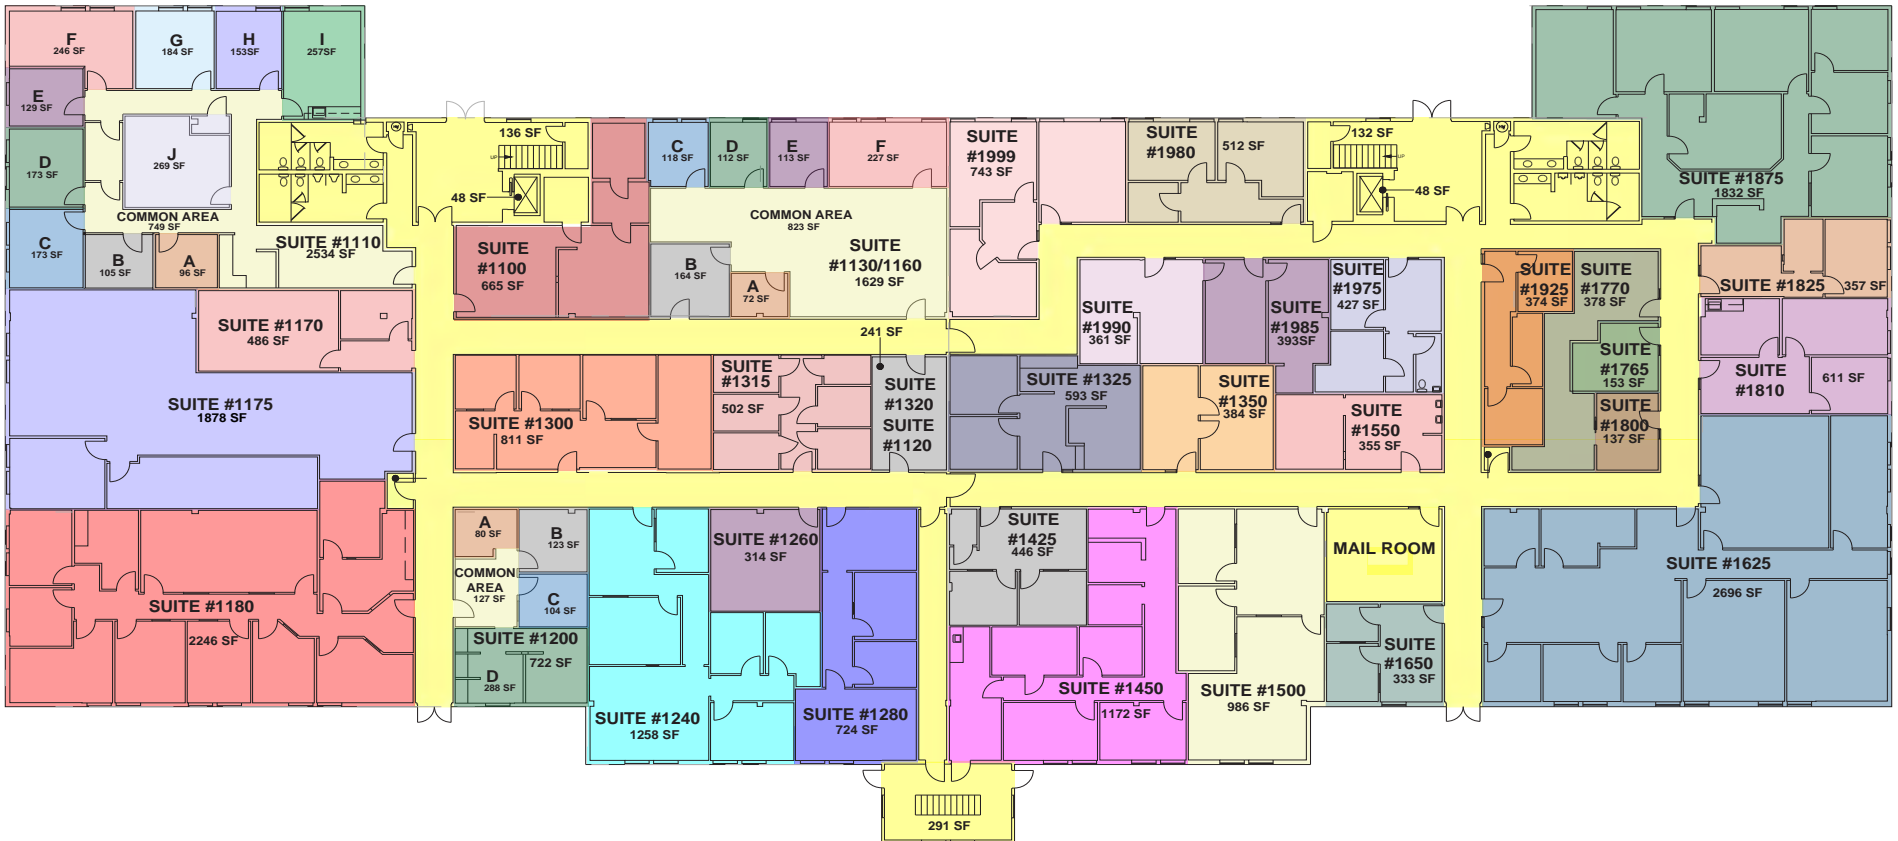 F
246 SF
G
184 SF
H
153SF
I
257SF
E
129 SF
D
173 SF
J
269 SF
COMMON AREA
749 SF
C
173 SF
B
105 SF
A
96 SF
SUITE #1110
2534 SF
136 SF
UP
48 SF
SUITE
#1100
665 SF
C
118 SF
D
112 SF
E
113 SF
F
227 SF
COMMON AREA
823 SF
B
164 SF
A
72 SF
SUITE
#1130/1160
1629 SF
SUITE
#1999
743 SF
SUITE
#1980
512 SF
132 SF
UP
48 SF
SUITE #1875
1832 SF
SUITE #1170
486 SF
SUITE #1175
1878 SF
241 SF
SUITE
#1990
361 SF
SUITE
#1985
393SF
SUITE
#1975
427 SF
SUITE
#1925
374 SF
SUITE
#1770
378 SF
SUITE
#1765
153 SF
SUITE
#1800
137 SF
SUITE #1825
357 SF
SUITE
#1810
611 SF
SUITE #1300
811 SF
SUITE
#1315
502 SF
SUITE
#1320
SUITE
#1120
SUITE #1325
593 SF
SUITE
#1350
384 SF
SUITE
#1550
355 SF
SUITE #1180
2246 SF
A
80 SF
B
123 SF
COMMON
AREA
127 SF
C
104 SF
SUITE #1200
722 SF
D
288 SF
SUITE #1240
1258 SF
SUITE #1260
314 SF
SUITE #1280
724 SF
SUITE
#1425
446 SF
SUITE #1450
1172 SF
SUITE #1500
986 SF
MAIL ROOM
SUITE
#1650
333 SF
SUITE #1625
2696 SF
291 SF